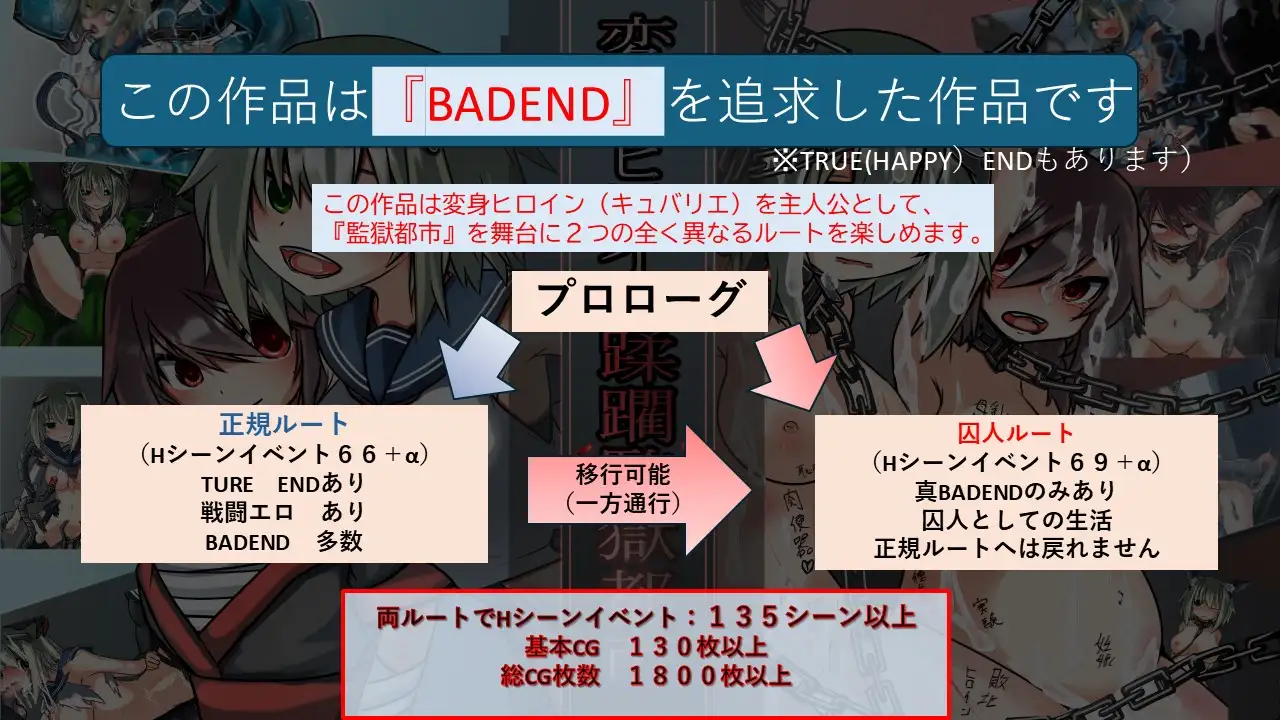 この作品は『BADEND』を追求した作品です
※TRUE(HAPPY）ENDもあります）
この作品は変身ヒロイン（キュバリエ）を主人公として、
『監獄都市』を舞台に２つの全く異なるルートを楽しめます。
プロローグ
正規ルート
（Hシーンイベント６６＋α）
TURE　ENDあり
戦闘エロ　あり
BADEND　多数
移行可能
（一方通行）
囚人ルート
（Hシーンイベント６９＋α）
真BADENDのみあり
囚人としての生活
正規ルートへは戻れません
両ルートでHシーンイベント：１３５シーン以上
基本CG　１３０枚以上
総CG枚数　１８００枚以上
肉便器♡
敗北